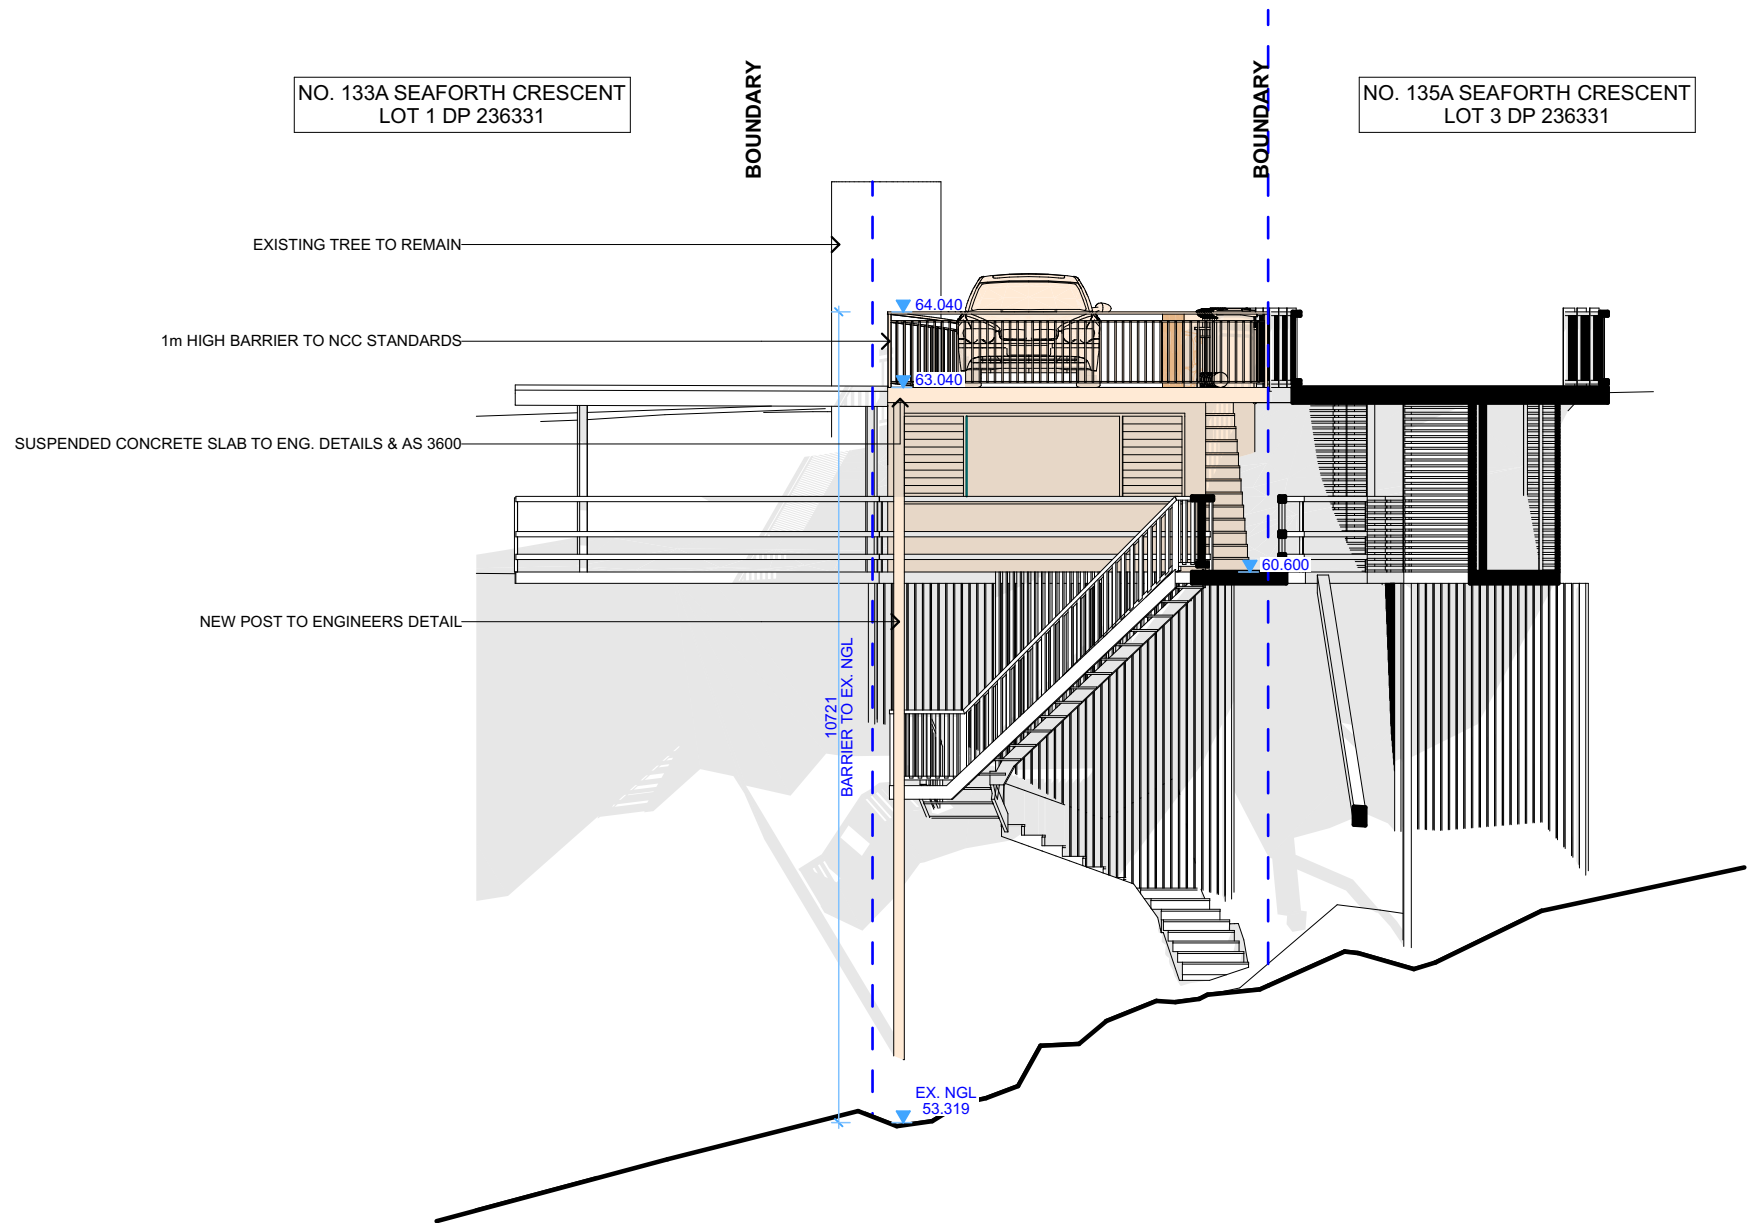 BOUNDARY
BOUNDARY
NO. 133A SEAFORTH CRESCENT
LOT 1 DP 236331
NO. 135A SEAFORTH CRESCENT
LOT 3 DP 236331
EXISTING TREE TO REMAIN
64.040
1m HIGH BARRIER TO NCC STANDARDS
63.040
SUSPENDED CONCRETE SLAB TO ENG. DETAILS & AS 3600
60.600
NEW POST TO ENGINEERS DETAIL
10721
BARRIER TO EX. NGL
EX. NGL
53.319